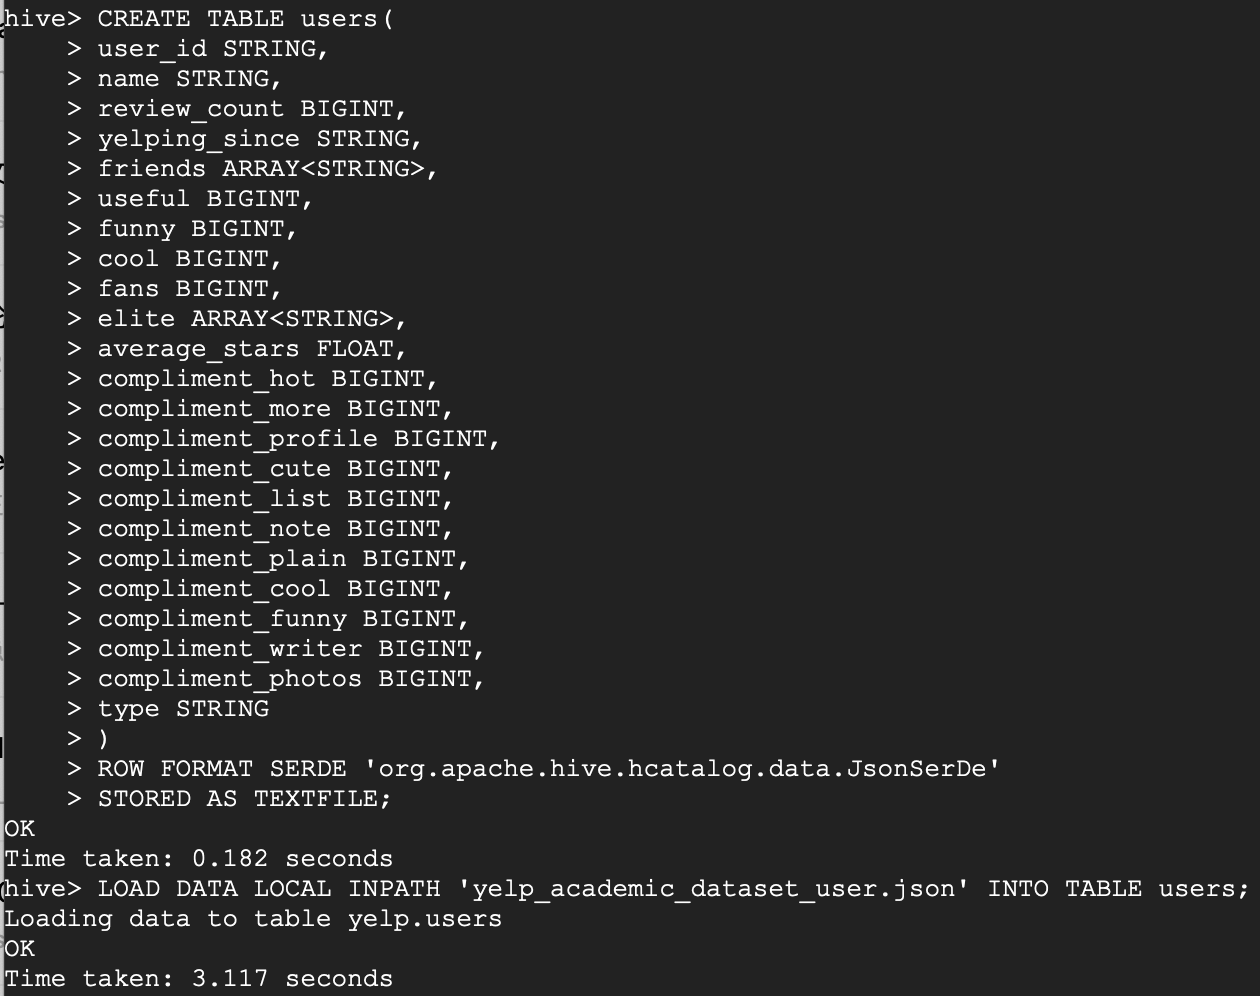 hive> CREATE TABLE users(
    > user_id STRING,
    > name STRING,
    > review_count BIGINT,
    > yelping_since STRING,
    > friends ARRAY<STRING>,
    > useful BIGINT,
    > funny BIGINT,
    > cool BIGINT,
    > fans BIGINT,
    > elite ARRAY<STRING>,
    > average_stars FLOAT,
    > compliment_hot BIGINT,
    > compliment_more BIGINT,
    > compliment_profile BIGINT,
    > compliment_cute BIGINT,
    > compliment_list BIGINT,
    > compliment_note BIGINT,
    > compliment_plain BIGINT,
    > compliment_cool BIGINT,
    > compliment_funny BIGINT,
    > compliment_writer BIGINT,
    > compliment_photos BIGINT,
    > type STRING
    > )
    > ROW FORMAT SERDE 'org.apache.hive.hcatalog.data.JsonSerDe'
    > STORED AS TEXTFILE;
OK
Time taken: 0.182 seconds
hive> LOAD DATA LOCAL INPATH 'yelp_academic_dataset_user.json' INTO TABLE users;
Loading data to table yelp.users
OK
Time taken: 3.117 seconds